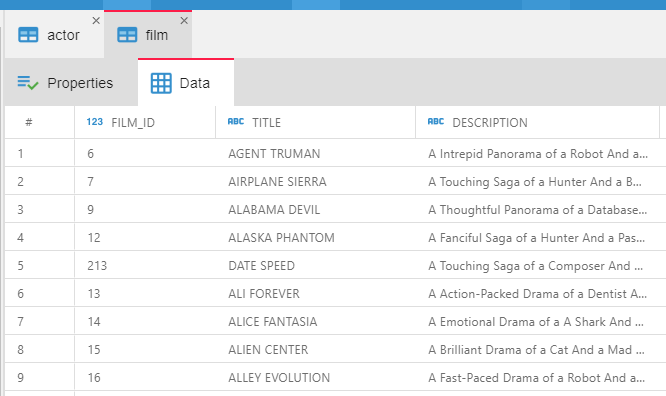 actor film
Properties Data
# 123 FILM_ID ABC TITLE ABC DESCRIPTION
1 6 AGENT TRUMAN A Intrepid Panorama of a Robot And a...
2 7 AIRPLANE SIERRA A Touching Saga of a Hunter And a B...
3 9 ALABAMA DEVIL A Thoughtful Panorama of a Database...
4 12 ALASKA PHANTOM A Fanciful Saga of a Hunter And a Pas...
5 213 DATE SPEED A Touching Saga of a Composer And ...
6 13 ALI FOREVER A Action-Packed Drama of a Dentist A...
7 14 ALICE FANTASIA A Emotional Drama of a A Shark And ...
8 15 ALIEN CENTER A Brilliant Drama of a Cat And a Mad ...
9 16 ALLEY EVOLUTION A Fast-Paced Drama of a Robot And a...